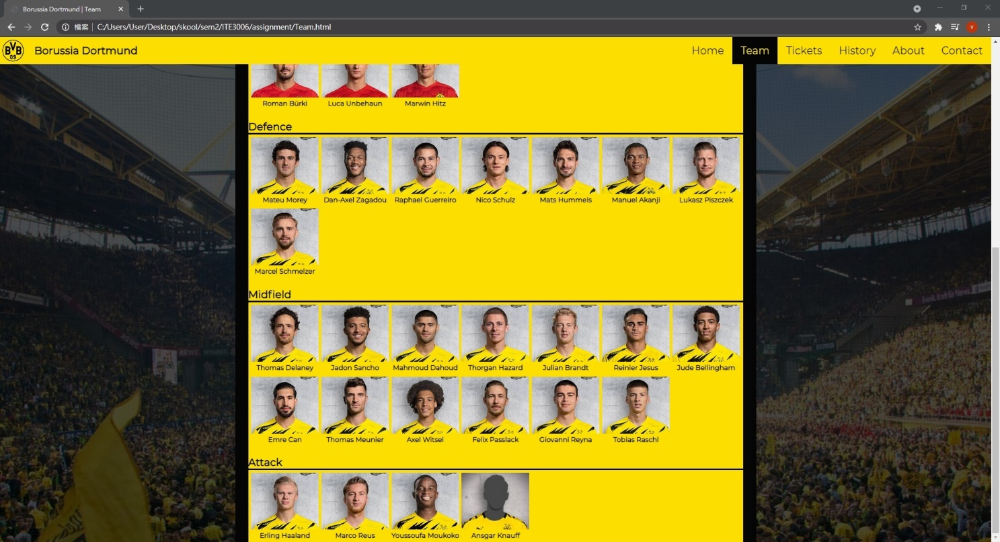 Borussia Dortmund | Team
檔案 C:/Users/User/Desktop/skool/sem2/ITE3006/assignment/Team.html
V
BVB
09
Borussia Dortmund
Home Team Tickets History About Contact
Roman Bürki Luca Unbehaun Marwin Hitz
Defence
Mateu Morey Dan-Axel Zagadou Raphael Guerreiro Nico Schulz Mats Hummels Manuel Akanji Lukasz Piszczek
Marcel Schmelzer
Midfield
Thomas Delaney Jadon Sancho Mahmoud Dahoud Thorgan Hazard Julian Brandt Reinier Jesus Jude Bellingham
Emre Can Thomas Meunier Axel Witsel Felix Passlack Giovanni Reyna Tobias Raschl
Attack
Erling Haaland Marco Reus Youssoufa Moukoko Ansgar Knauff
REWE